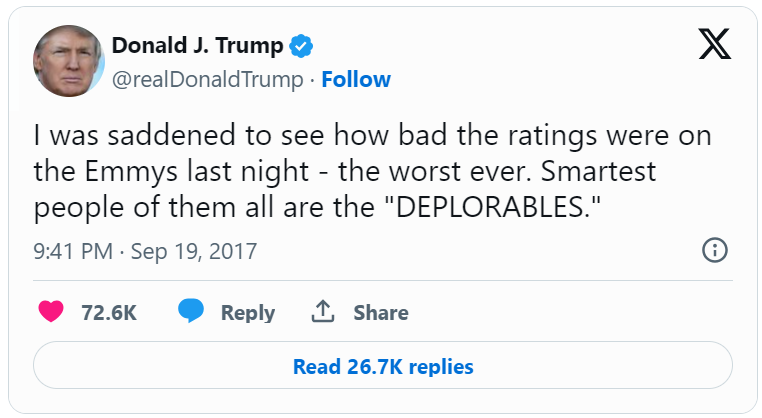 Donald J. Trump
@realDonaldTrump · Follow
I was saddened to see how bad the ratings were on
the Emmys last night - the worst ever. Smartest
people of them all are the "DEPLORABLES."
9:41 PM · Sep 19, 2017
72.6K Reply Share
Read 26.7K replies